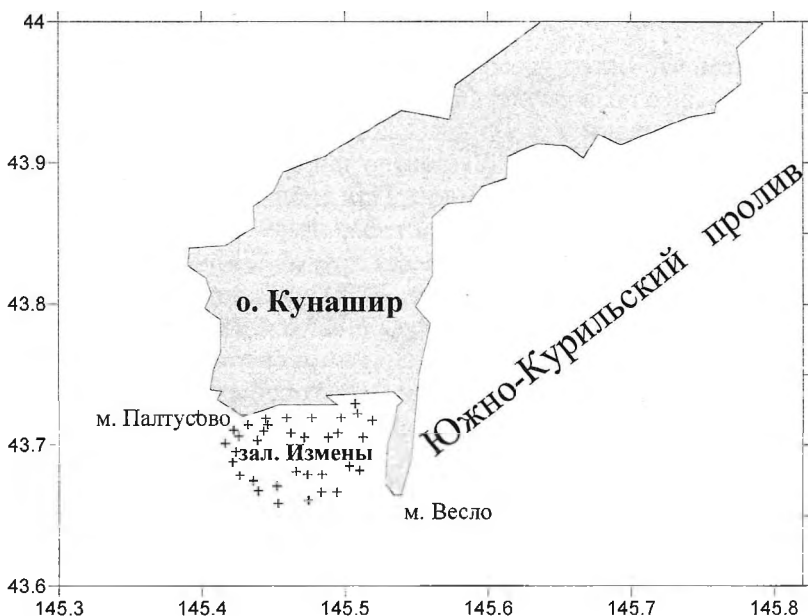 44
43.9
43.8
43.7
43.6
145.3 145.4 145.5 145.6 145.7 145.8
о. Кунашир
Южно-Курильский пролив
м. Палтусово
зал. Измены
м. Весло